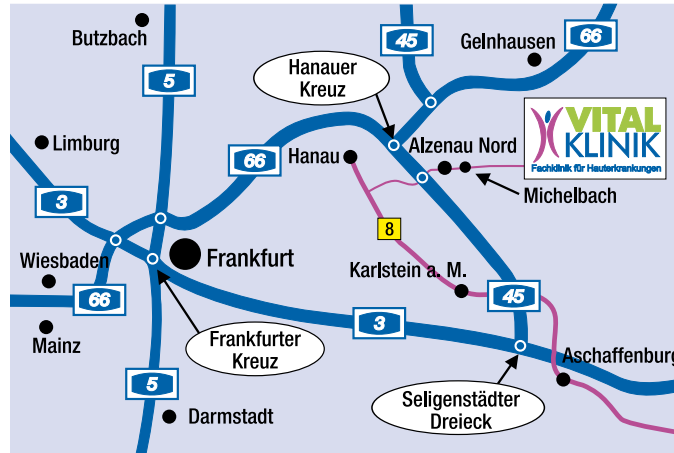 Butzbach
45
Gelnhausen
66
5
Hanauer
Kreuz
VITAL
KLINIK
Fachklinik für Hauterkrankungen
Limburg
66
Hanau
Alzenau Nord
Michelbach
3
8
Wiesbaden
Frankfurt
Karlstein a. M.
66
45
Mainz
Frankfurter
Kreuz
3
Aschaffenburg
5
Darmstadt
Seligenstädter
Dreieck